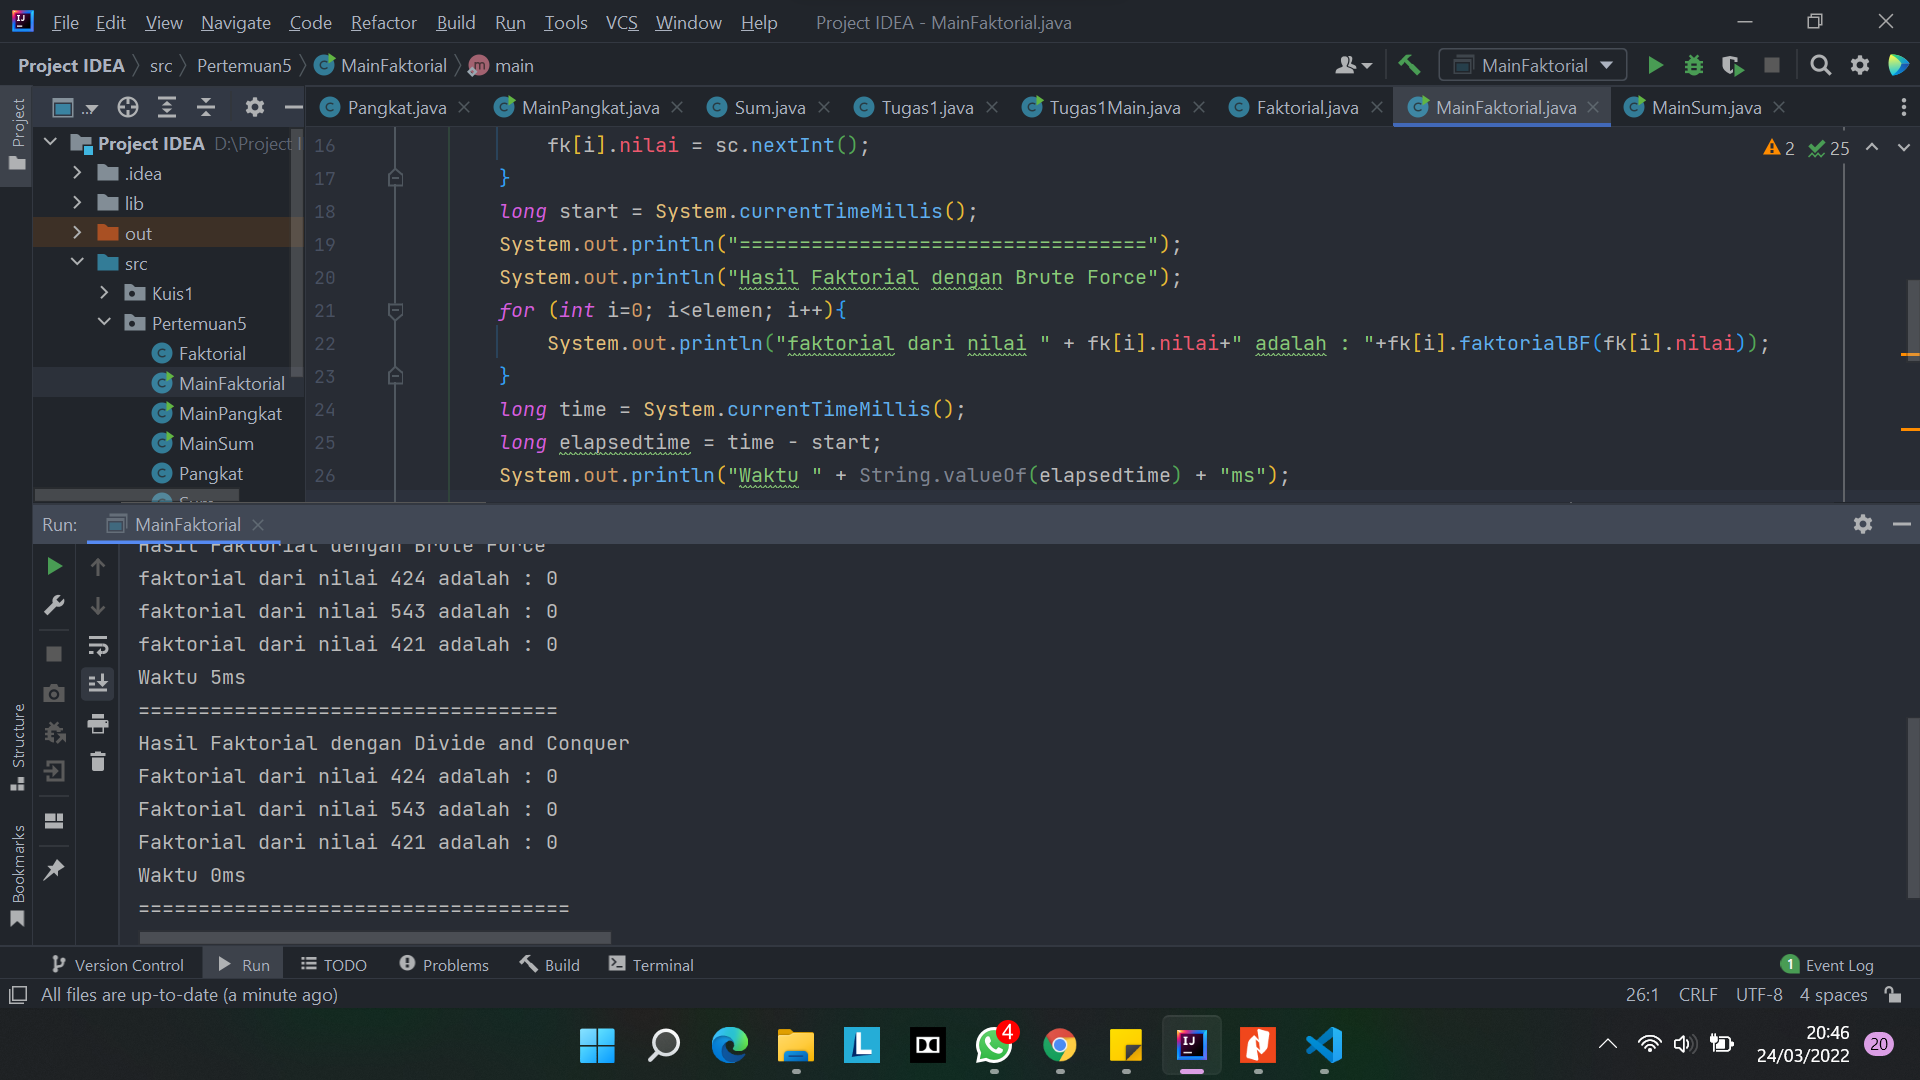 File Edit View Navigate Code Refactor Build Run Tools VCS Window Help Project IDEA - MainFaktorial.java
Project IDEA src Pertemuan5 MainFaktorial main
MainFaktorial
Pangkat.java MainPangkat.java Sum.java Tugas1.java Tugas1Main.java Faktorial.java MainFaktorial.java MainSum.java
Project
Project IDEA D:\Project I
.idea
lib
out
src
Kuis1
Pertemuan5
Faktorial
MainFaktorial
MainPangkat
MainSum
Pangkat
Sum
2 25
16 fk[i].nilai = sc.nextInt();
17 }
18 long start = System.currentTimeMillis();
19 System.out.println("==================================");
20 System.out.println("Hasil Faktorial dengan Brute Force");
21 for (int i=0; i<elemen; i++){
22 System.out.println("faktorial dari nilai " + fk[i].nilai+" adalah : "+fk[i].faktorialBF(fk[i].nilai));
23 }
24 long time = System.currentTimeMillis();
25 long elapsedtime = time - start;
26 System.out.println("Waktu " + String.valueOf(elapsedtime) + "ms");
Run: MainFaktorial
Hasil Faktorial dengan Brute Force
faktorial dari nilai 424 adalah : 0
faktorial dari nilai 543 adalah : 0
faktorial dari nilai 421 adalah : 0
Waktu 5ms
===================================
Hasil Faktorial dengan Divide and Conquer
Faktorial dari nilai 424 adalah : 0
Faktorial dari nilai 543 adalah : 0
Faktorial dari nilai 421 adalah : 0
Waktu 0ms
====================================
Structure
Bookmarks
Version Control Run TODO Problems Build Terminal 1 Event Log
All files are up-to-date (a minute ago) 26:1 CRLF UTF-8 4 spaces
4
20:46
24/03/2022
20